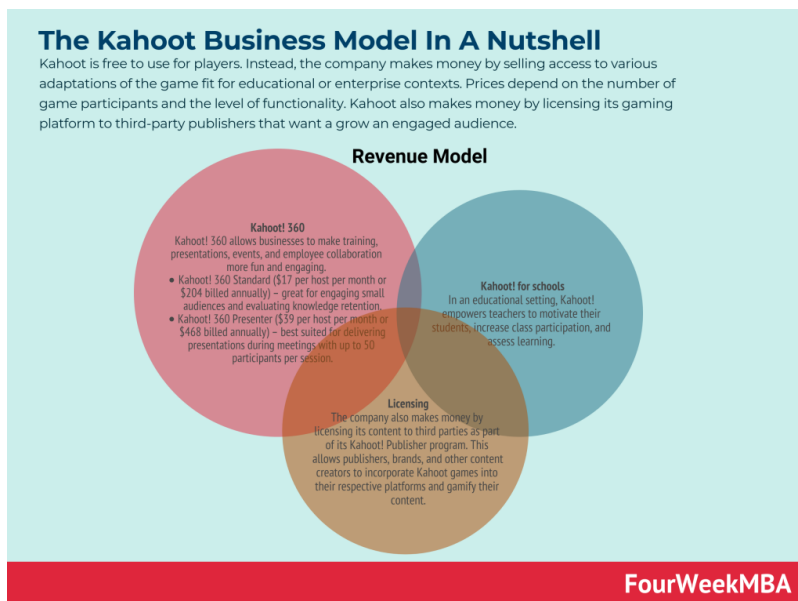 The Kahoot Business Model In A Nutshell
Kahoot is free to use for players. Instead, the company makes money by selling access to various
adaptations of the game fit for educational or enterprise contexts. Prices depend on the number of
game participants and the level of functionality. Kahoot also makes money by licensing its gaming
platform to third-party publishers that want a grow an engaged audience.
Revenue Model
Kahoot! 360
Kahoot! 360 allows businesses to make training,
presentations, events, and employee collaboration
more fun and engaging.
• Kahoot! 360 Standard ($17 per host per month or
$204 billed annually) – great for engaging small
audiences and evaluating knowledge retention.
• Kahoot! 360 Presenter ($39 per host per month or
$468 billed annually) – best suited for delivering
presentations during meetings with up to 50
participants per session.
Kahoot! for schools
In an educational setting, Kahoot!
empowers teachers to motivate their
students, increase class participation, and
assess learning.
Licensing
The company also makes money by
licensing its content to third parties as part
of its Kahoot! Publisher program. This
allows publishers, brands, and other content
creators to incorporate Kahoot games into
their respective platforms and gamify their
content.
FourWeekMBA